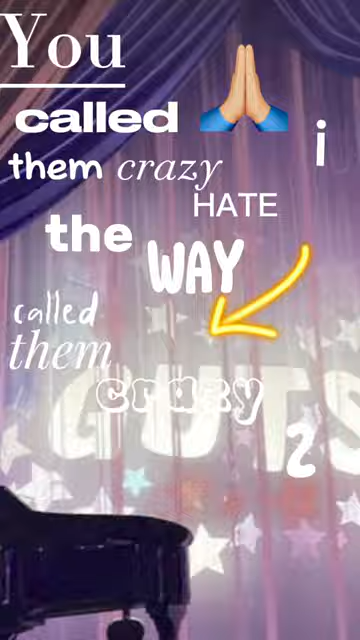 You
called
i
them crazy
HATE
the
WAY
called
them
crazy
GUTS
2